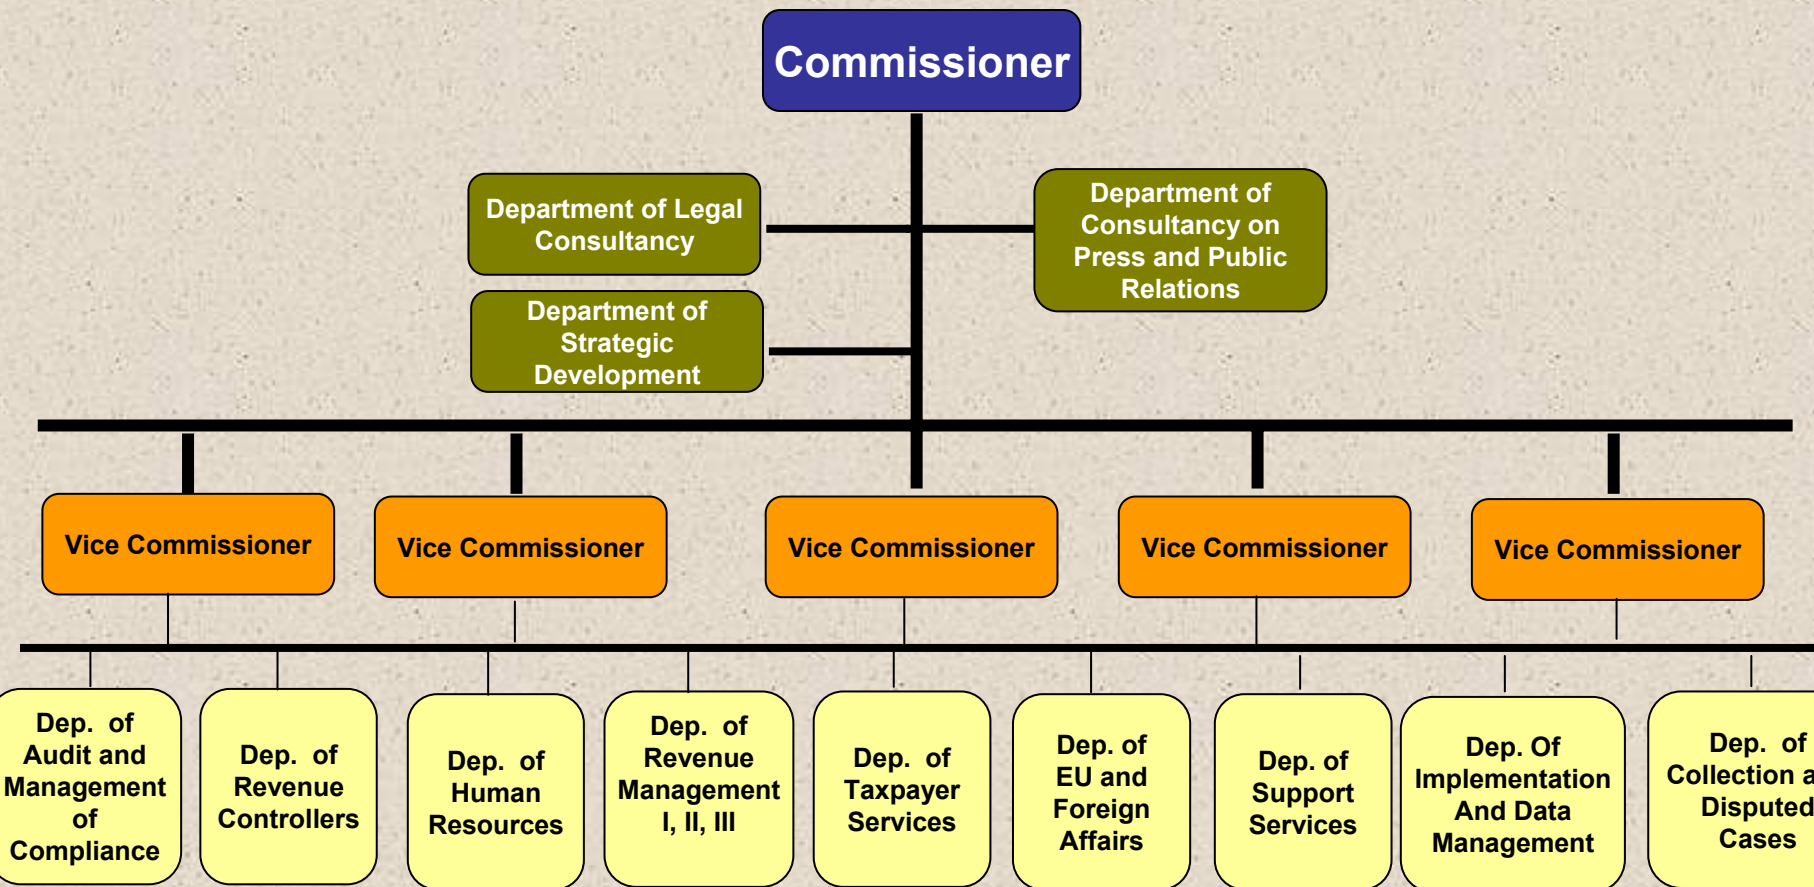 Commissioner
Department of Legal
Consultancy
Department of
Consultancy on
Press and Public
Relations
Department of
Strategic
Development
Vice Commissioner
Vice Commissioner
Vice Commissioner
Vice Commissioner
Vice Commissioner
Dep. of
Audit and
Management
of
Compliance
Dep. of
Revenue
Controllers
Dep. of
Human
Resources
Dep. of
Revenue
Management
I, II, III
Dep. of
Taxpayer
Services
Dep. of
EU and
Foreign
Affairs
Dep. of
Support
Services
Dep. Of
Implementation
And Data
Management
Dep. of
Collection
Disputed
Cases